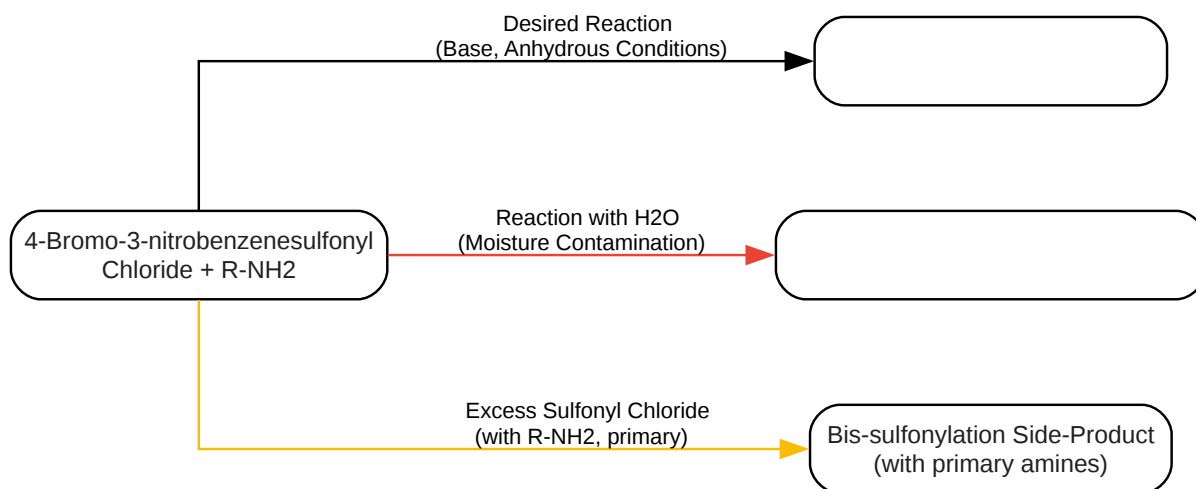 Desired Reaction
(Base, Anhydrous Conditions)
4-Bromo-3-nitrobenzenesulfonyl
Chloride + R-NH2
Reaction with H2O
(Moisture Contamination)
Excess Sulfonyl Chloride
(with R-NH2, primary)
Bis-sulfonylation Side-Product
(with primary amines)